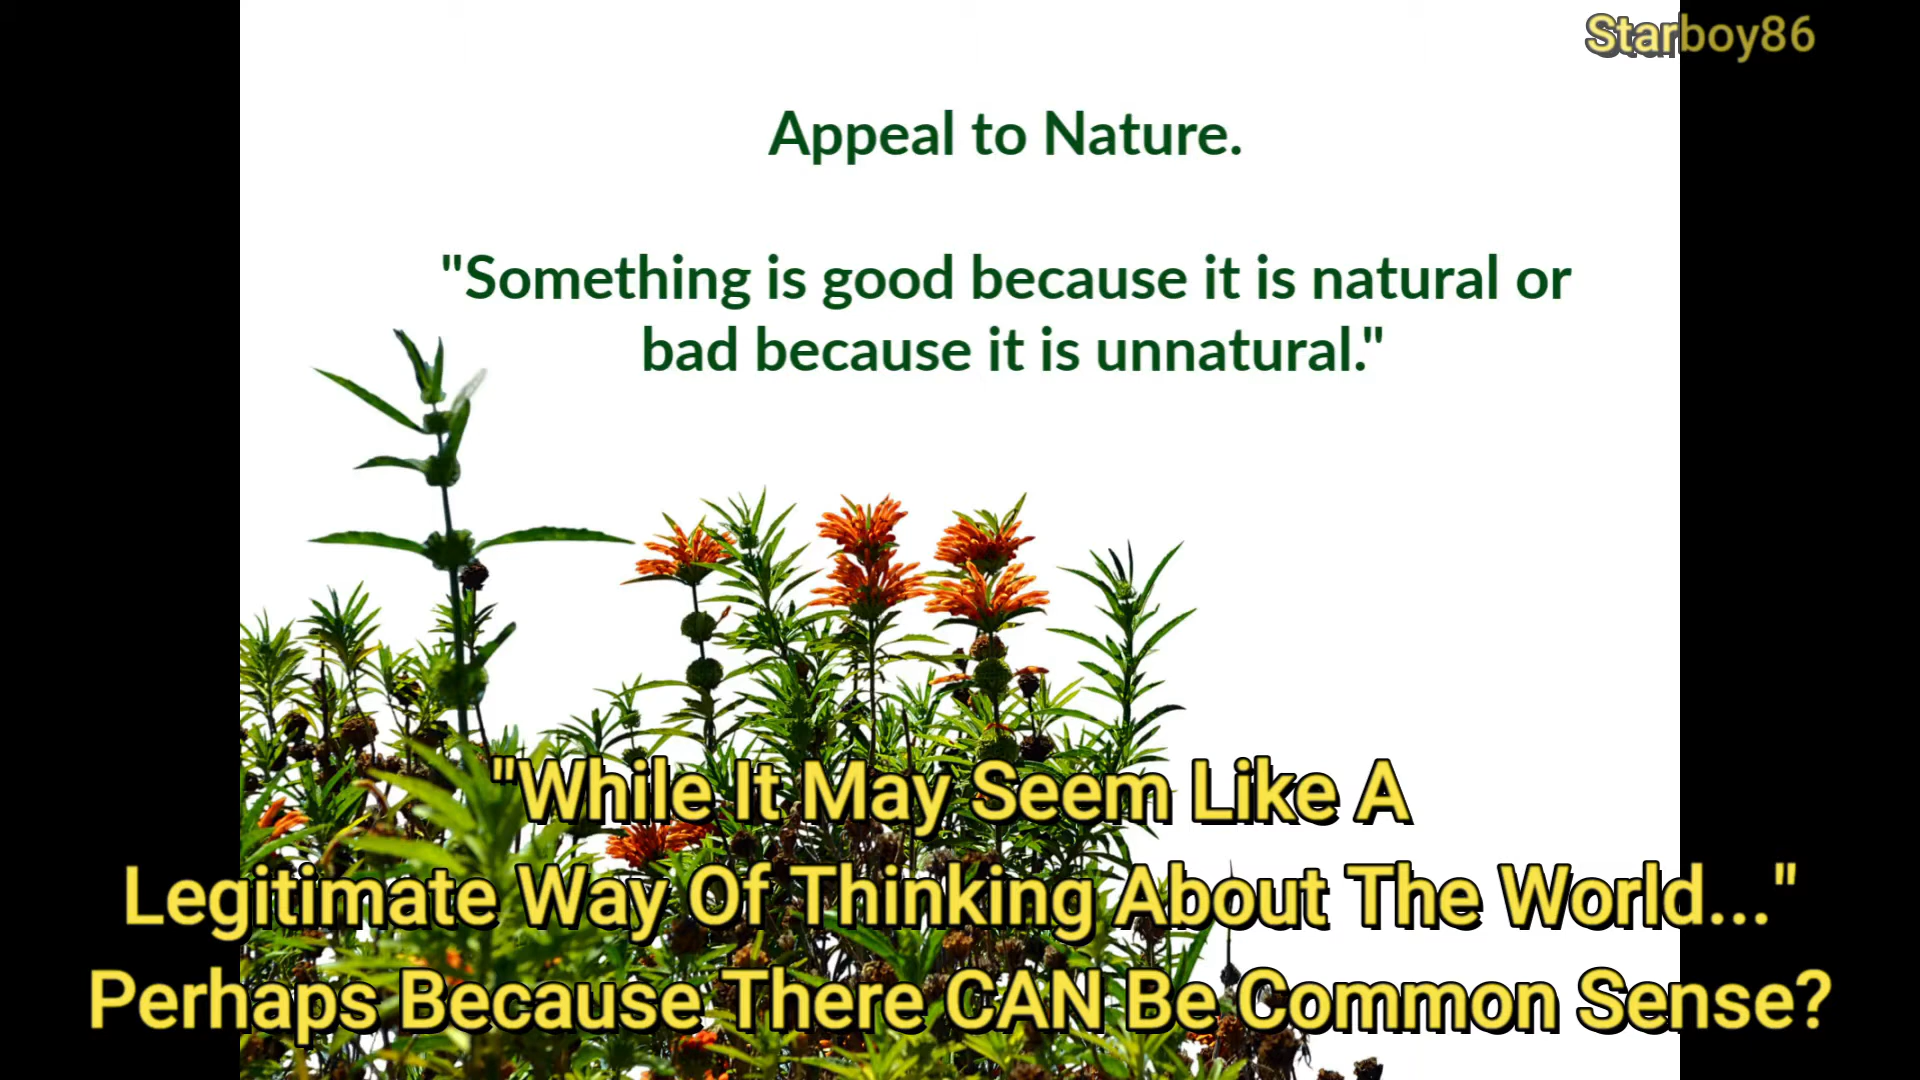 Starboy86
Appeal to Nature.
"Something is good because it is natural or
bad because it is unnatural."
"While It May Seem Like A
Legitimate Way Of Thinking About The World..."
Perhaps Because There CAN Be Common Sense?